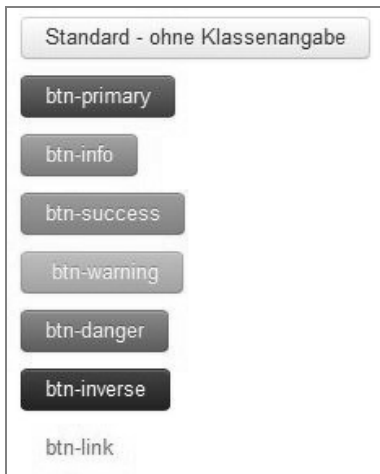 Standard - ohne Klassenangabe
btn-primary
btn-info
btn-success
btn-warning
btn-danger
btn-inverse
btn-link